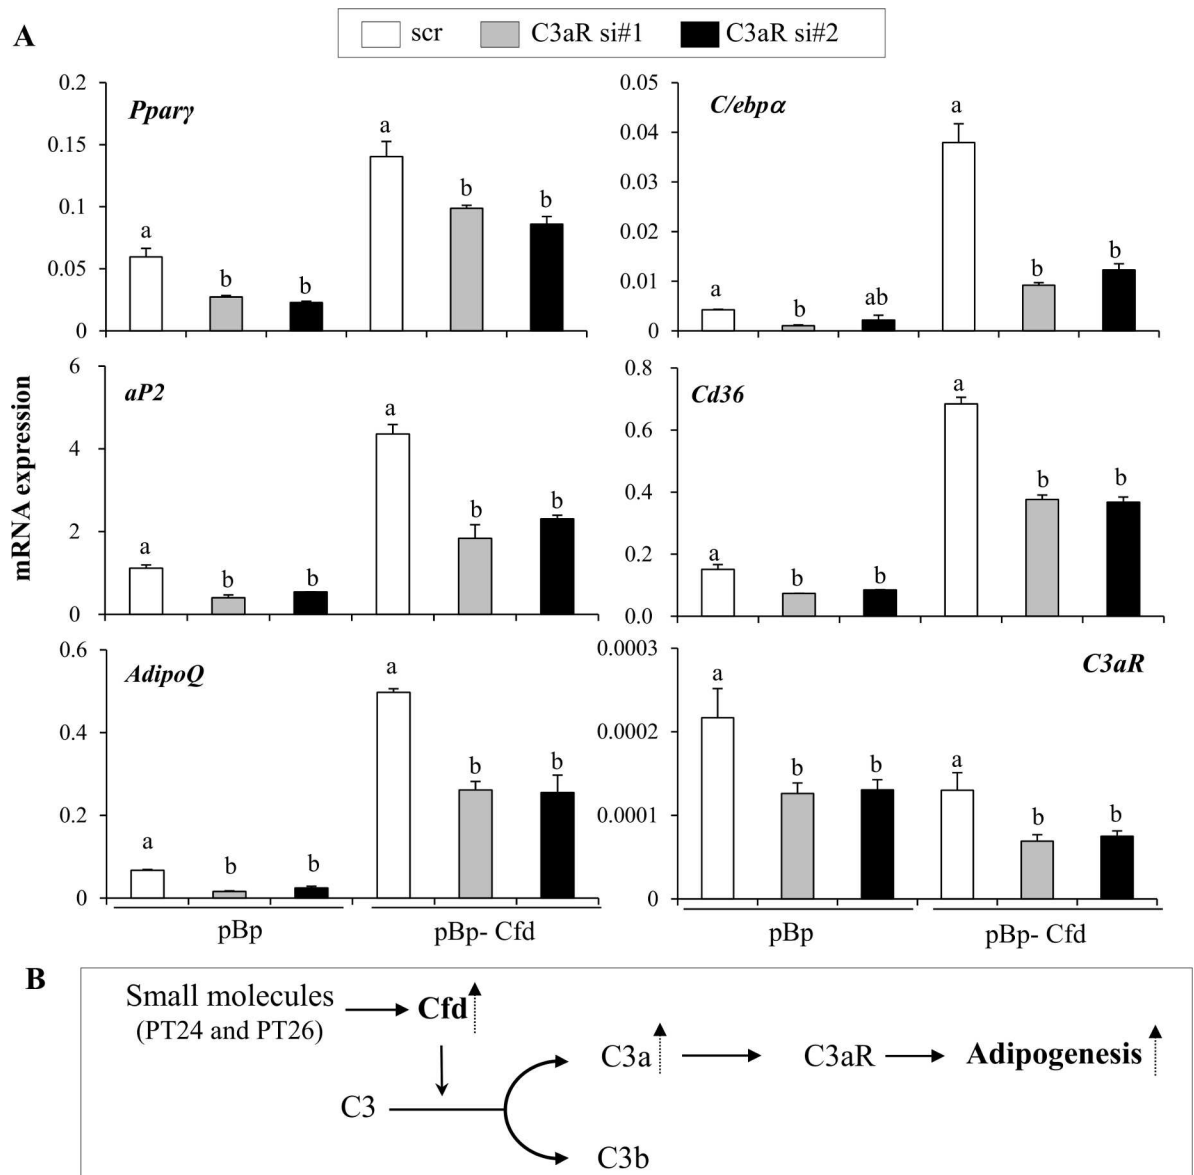 A
scr C3aR si#1 C3aR si#2
mRNA expression
Pparγ
0.2
0.15
0.1
0.05
0
a b b a b b
C/ebpα
0.05
0.04
0.03
0.02
0.01
0
a b ab a b b
aP2
6
4
2
0
a b b a b b
Cd36
0.8
0.6
0.4
0.2
0.0
a b b a b b
AdipoQ
0.6
0.4
0.2
0
a b b a b b
pBp pBp- Cfd
C3aR
0.0003
0.0002
0.0001
0
a b b a b b
pBp pBp- Cfd
B
Small molecules
(PT24 and PT26)
Cfd
C3
C3a C3aR Adipogenesis
C3b